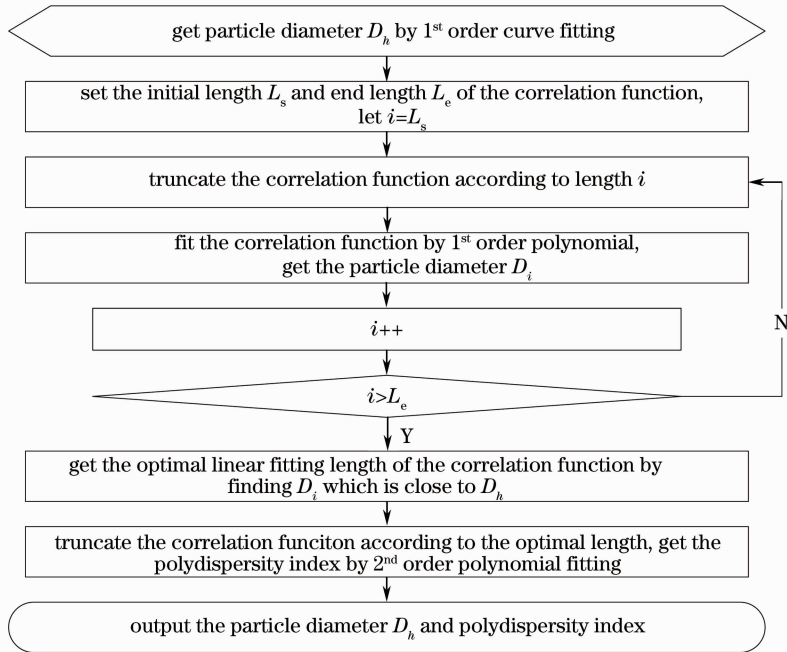 get particle diameter D_h by 1st order curve fitting
set the initial length L_s and end length L_e of the correlation function,
let i=L_s
truncate the correlation function according to length i
fit the correlation function by 1st order polynomial,
get the particle diameter D_i
i++
N
i>L_e
Y
get the optimal linear fitting length of the correlation function by
finding D_i which is close to D_h
truncate the correlation funciton according to the optimal length, get the
polydispersity index by 2nd order polynomial fitting
output the particle diameter D_h and polydispersity index